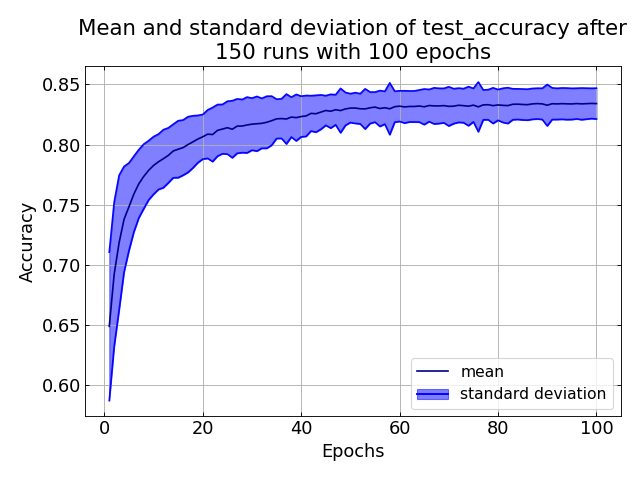 Mean and standard deviation of test_accuracy after
150 runs with 100 epochs
0.85
0.80
0.75
0.70
0.65
0.60
Accuracy
mean
standard deviation
0 20 40 60 80 100
Epochs